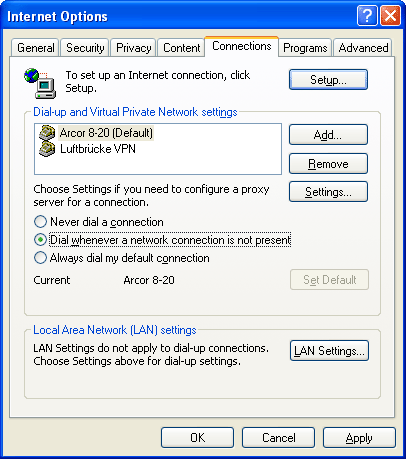 Internet Options
General Security Privacy Content Connections Programs Advanced
To set up an Internet connection, click
Setup.
Setup...
Dial-up and Virtual Private Network settings
Arcor 8-20 (Default)
Luftbrücke VPN
Add...
Remove
Choose Settings if you need to configure a proxy
server for a connection.
Settings...
Never dial a connection
Dial whenever a network connection is not present
Always dial my default connection
Current Arcor 8-20 Set Default
Local Area Network (LAN) settings
LAN Settings do not apply to dial-up connections.
Choose Settings above for dial-up settings.
LAN Settings...
OK Cancel Apply